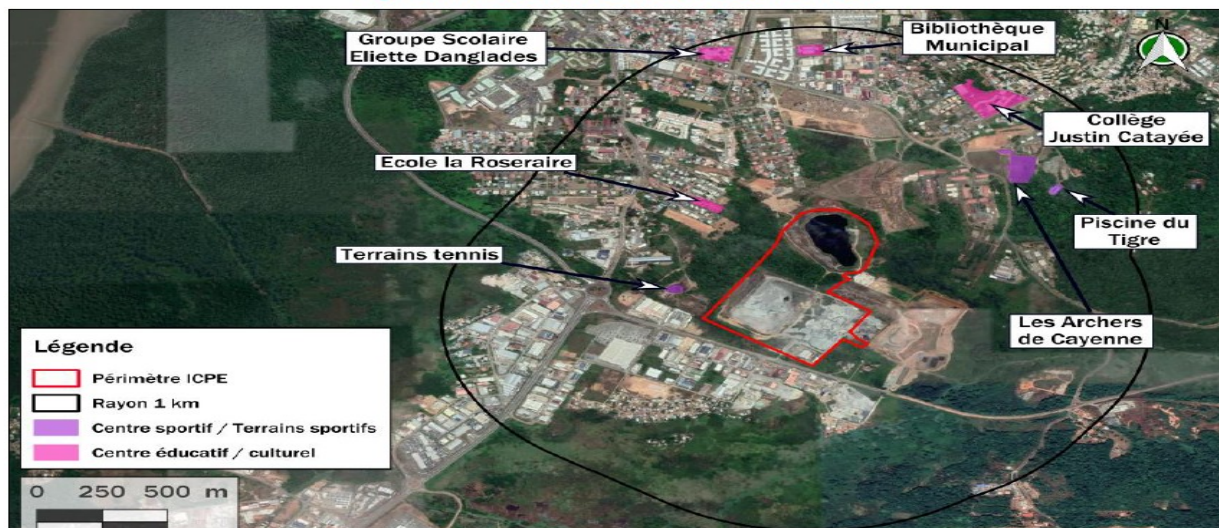 N
Groupe Scolaire
Eliette Danglades
Bibliothèque
Municipal
Collège
Justin Catayée
Ecole la Roseraire
Piscine du
Tigre
Terrains tennis
Les Archers
de Cayenne
Légende
Périmètre ICPE
Rayon 1 km
Centre sportif / Terrains sportifs
Centre éducatif / culturel
0 250 500 m